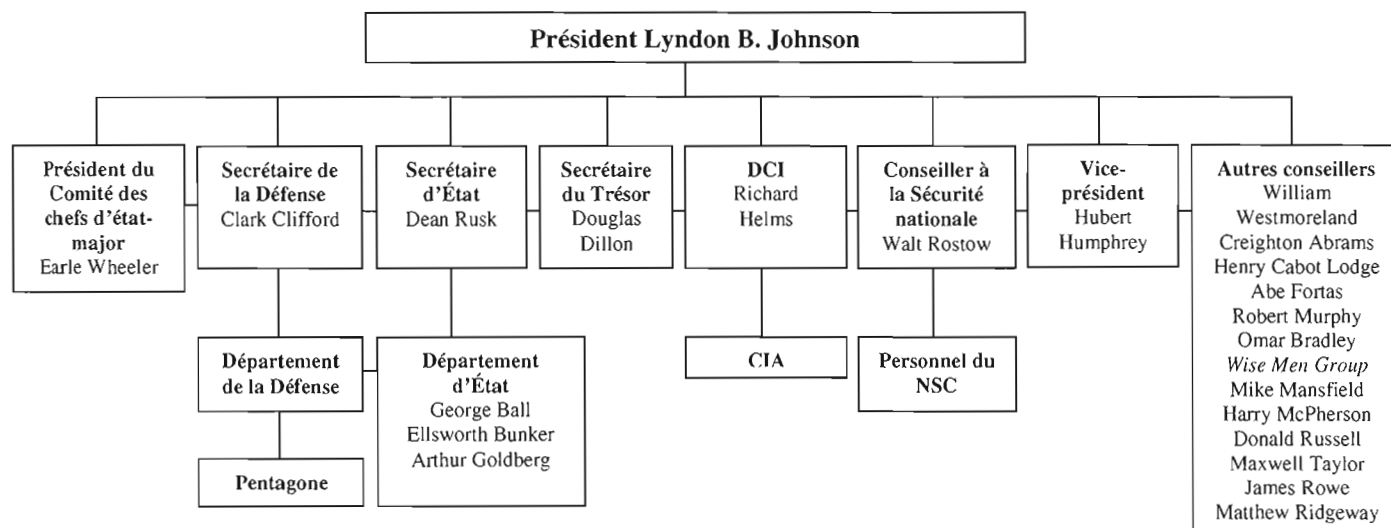 Président Lyndon B. Johnson
Président du
Comité des
chefs d'état-
major
Earle Wheeler
Secrétaire de
la Défense
Clark Clifford
Secrétaire
d'État
Dean Rusk
Secrétaire
du Trésor
Douglas
Dillon
DCI
Richard
Helms
Conseiller à
la Sécurité
nationale
Walt Rostow
Vice-
président
Hubert
Humphrey
Autres conseillers
William
Westmoreland
Creighton Abrams
Henry Cabot Lodge
Abe Fortas
Robert Murphy
Omar Bradley
Wise Men Group
Mike Mansfield
Harry McPherson
Donald Russell
Maxwell Taylor
James Rowe
Matthew Ridgeway
Département
de la Défense
Département
d'État
George Ball
Ellsworth Bunker
Arthur Goldberg
CIA
Personnel du
NSC
Pentagone